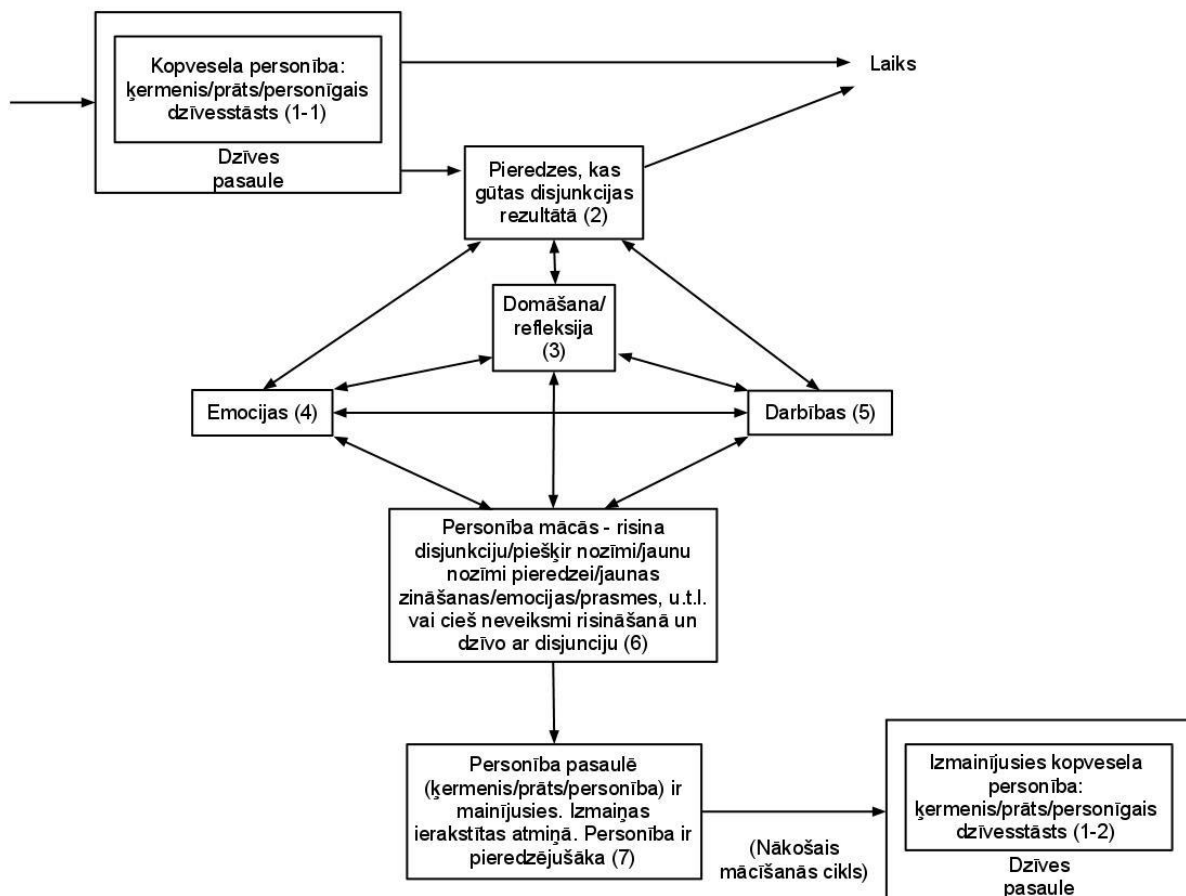 Kopvesela personība:
ķermenis/prāts/personīgais
dzīvesstāsts (1-1)
Dzīves
pasaule
Laiks
Pieredzes, kas
gūtas disjunkcijas
rezultātā (2)
Domāšana/
refleksija
(3)
Emocijas (4)
Darbības (5)
Personība mācās - risina
disjunkciju/piešķir nozīmi/jaunu
nozīmi pieredzei/jaunas
zināšanas/emocijas/prasmes, u.t.l.
vai cieš neveiksmi risināšanā un
dzīvo ar disjunciju (6)
Personība pasaulē
(ķermenis/prāts/personība) ir
mainījusies. Izmaiņas
ierakstītas atmiņā. Personība ir
pieredzējušāka (7)
(Nākošais
mācīšanās cikls)
Izmainījusies kopvesela
personība:
ķermenis/prāts/personīgais
dzīvesstāsts (1-2)
Dzīves
pasaule